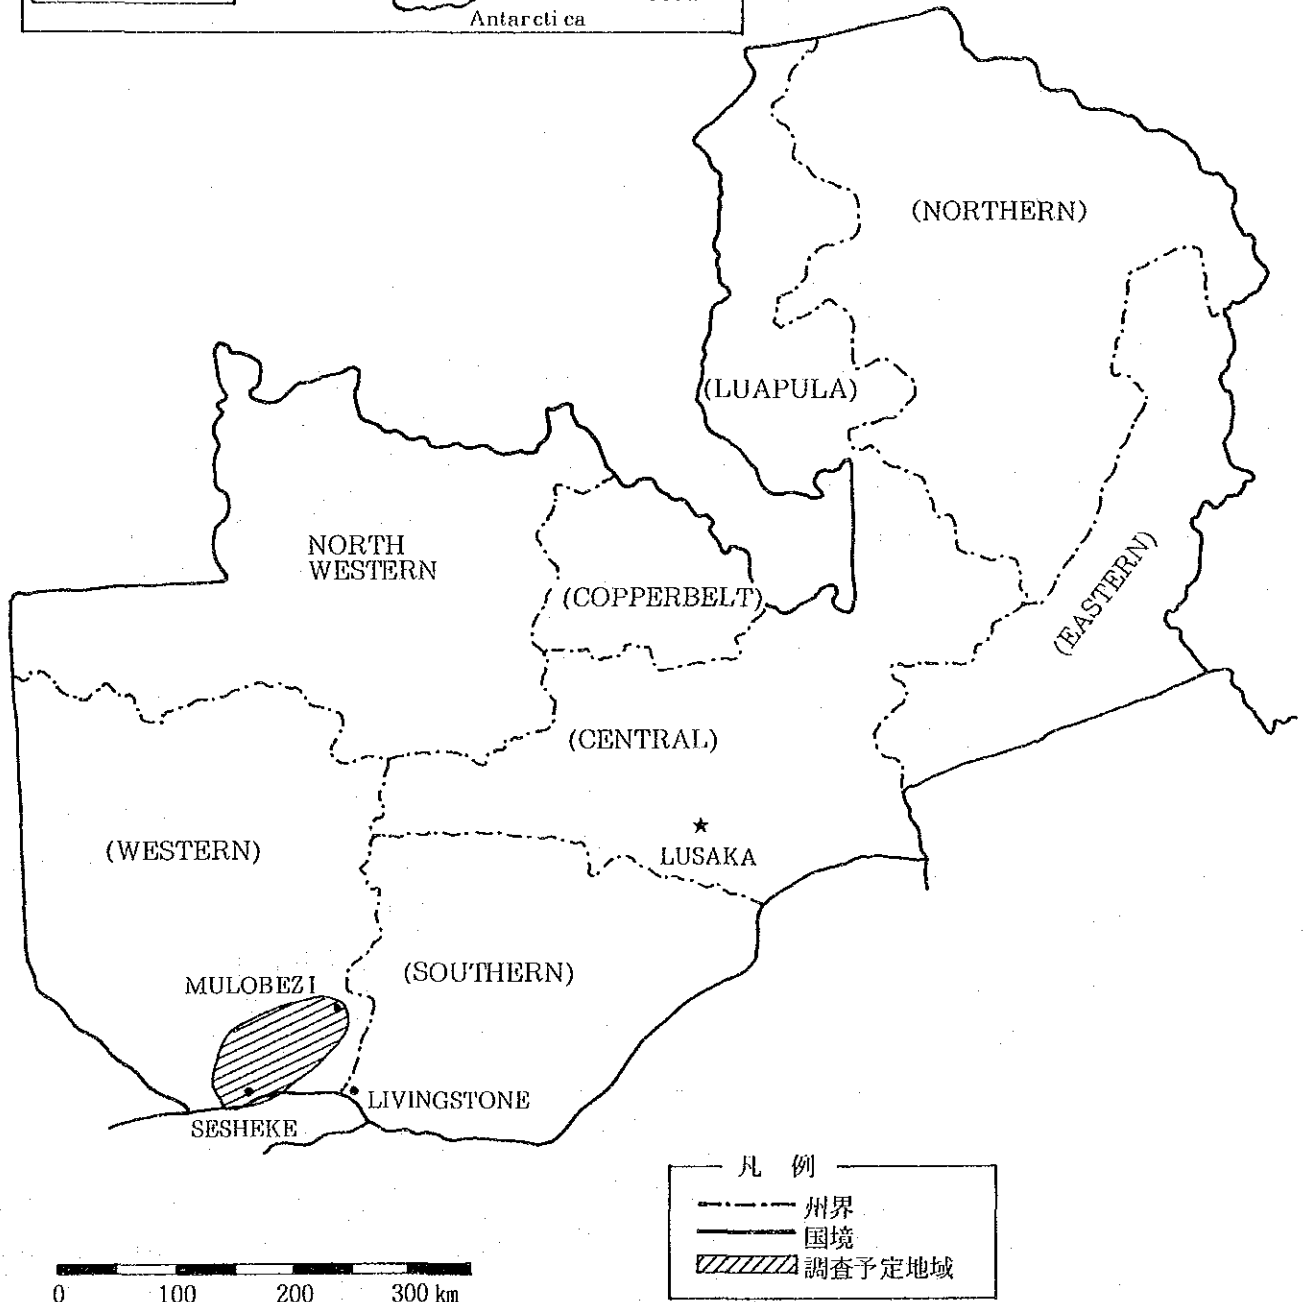 Antarctica
(NORTHERN)
(LUAPULA)
NORTH
WESTERN
(COPPERBELT)
(EASTERN)
(CENTRAL)
(WESTERN)
LUSAKA
(SOUTHERN)
MULOBEZI
LIVINGSTONE
SESHEKE
凡 例
州界
国境
調査予定地域
0 100 200 300 km